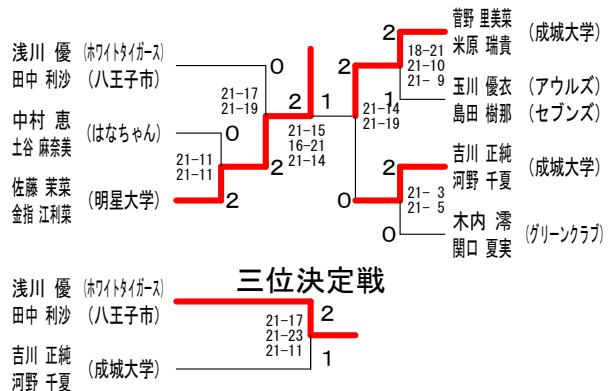 浅川 優 (ホワイトタイガース)
田中 利沙 (八王子市)
0
21-17
21-19
中村 恵 (はなちゃん)
土谷 麻奈美
0
21-11
21-11
佐藤 茉菜 (明星大学)
金指 江利菜
2
2
2
1
21-15
16-21
21-14
菅野 里美菜 (成城大学)
米原 瑞貴
2
18-21
21-10
21- 9
玉川 優衣 (アウルズ)
島田 樹那 (セブンズ)
1
2
21-14
21-19
0
吉川 正純 (成城大学)
河野 千夏
2
21- 3
21- 5
木内 澪 (グリーンクラブ)
関口 夏実
0
三位決定戦
浅川 優 (ホワイトタイガース)
田中 利沙 (八王子市)
2
21-17
21-23
21-11
吉川 正純 (成城大学)
河野 千夏
1